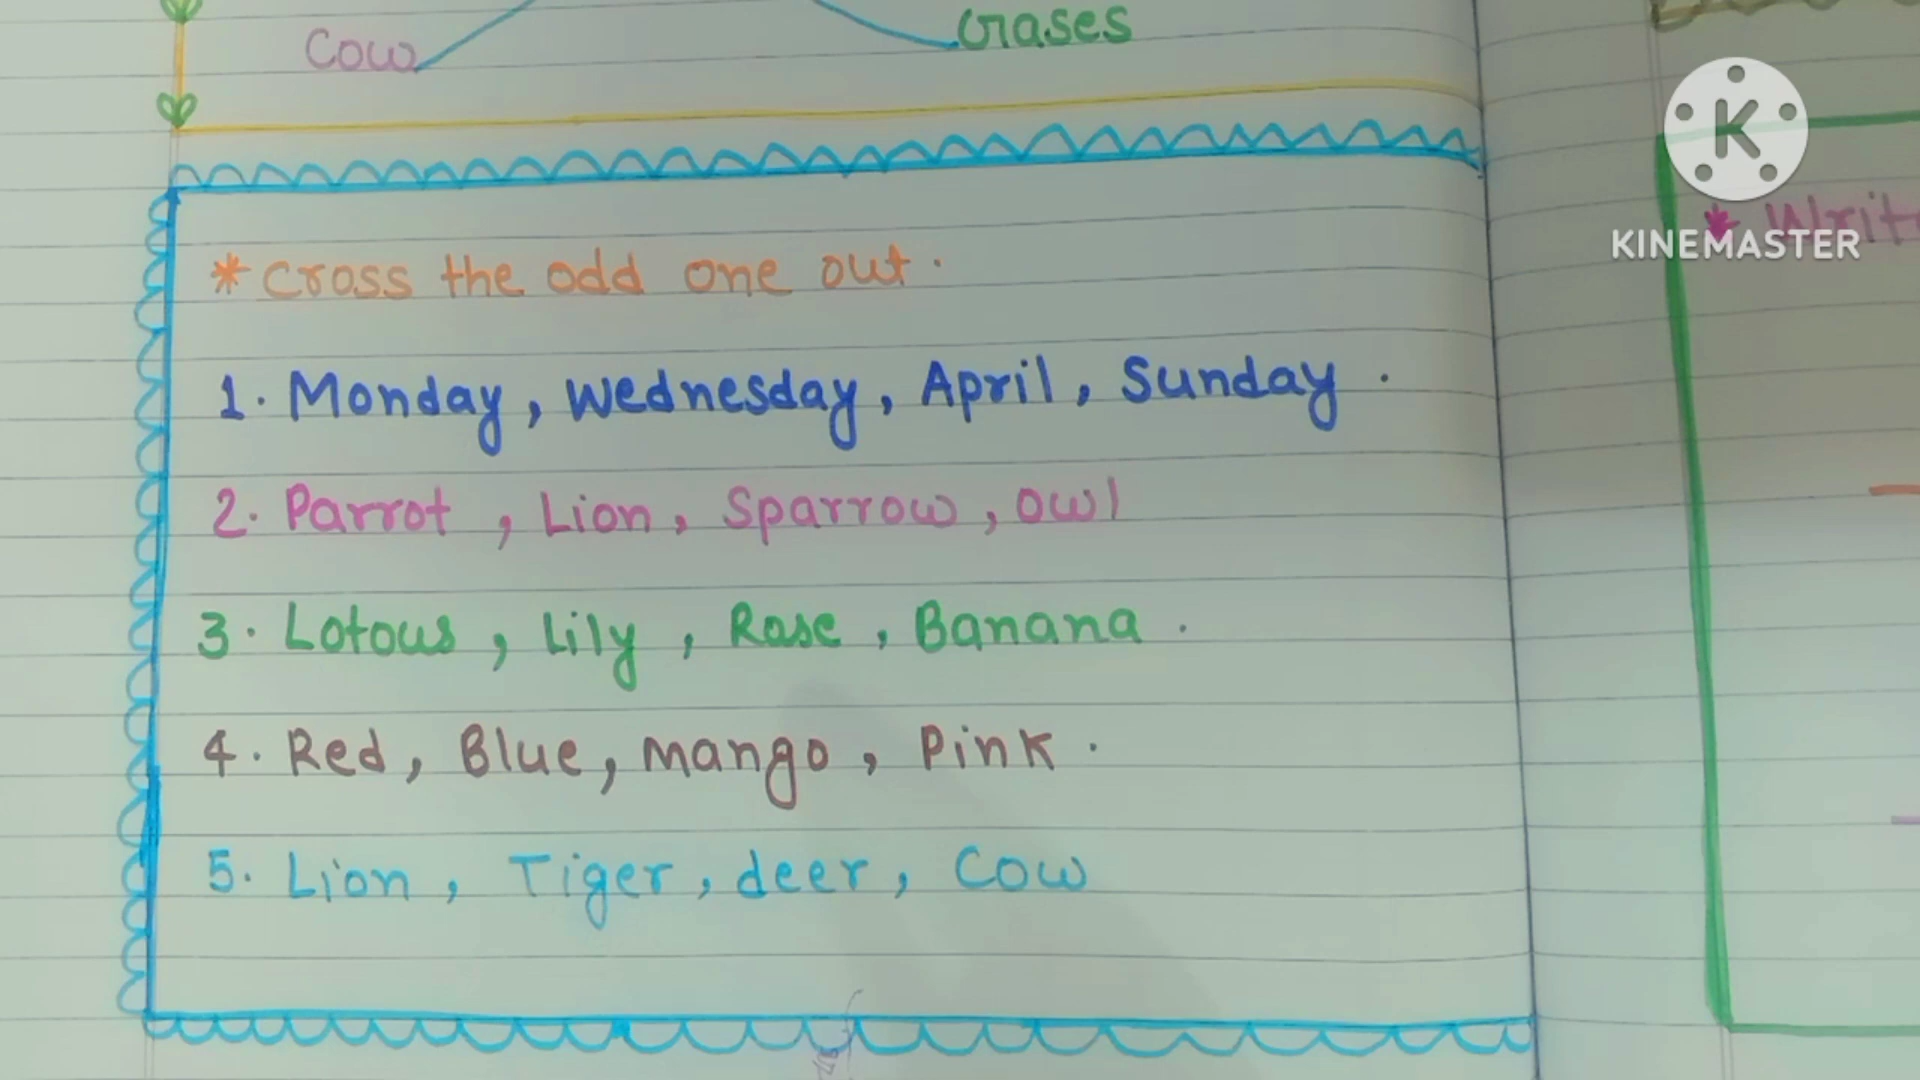 Cow
Grases
KINEMASTER
* Cross the odd one out.
1. Monday, Wednesday, April, Sunday.
2. Parrot, Lion, Sparrow, owl
3. Lotous, Lily, Rose, Banana.
4. Red, Blue, mango, Pink.
5. Lion, Tiger, deer, Cow